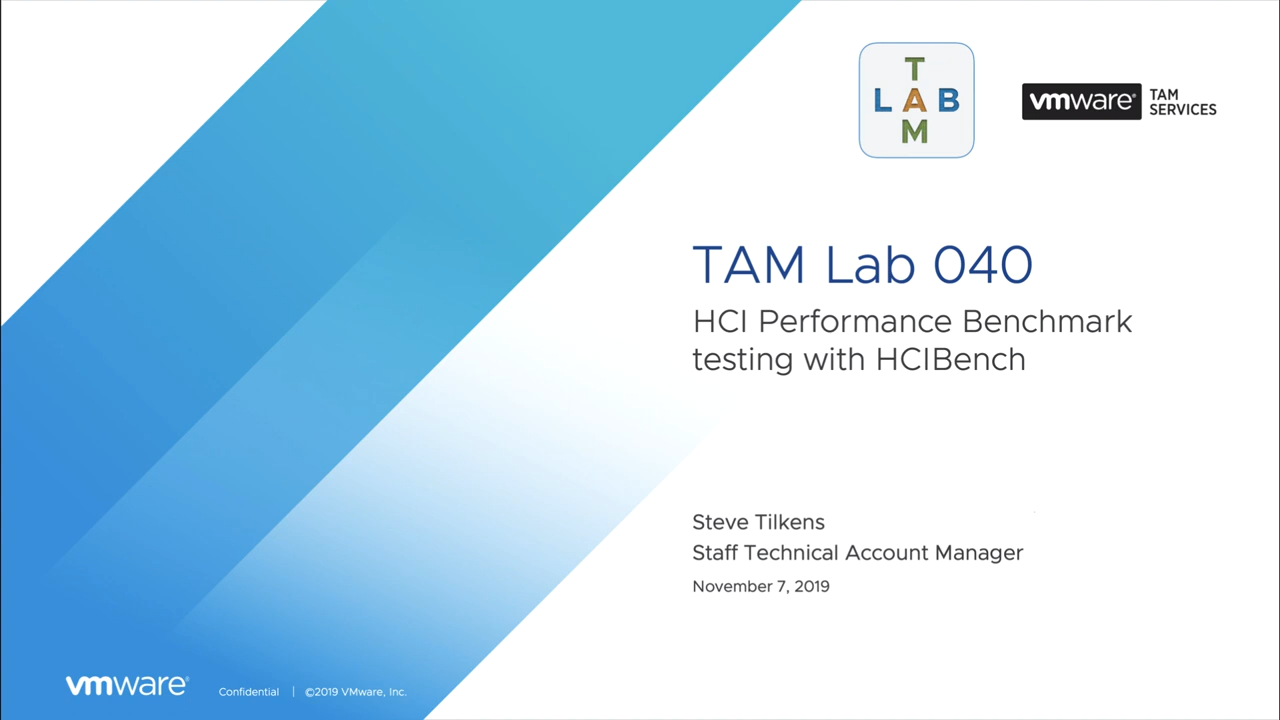 T
L A B
M
vmware® TAM
SERVICES
TAM Lab 040
HCI Performance Benchmark
testing with HCIBench
Steve Tilkens
Staff Technical Account Manager
November 7, 2019
vmware® Confidential | ©2019 VMware, Inc.